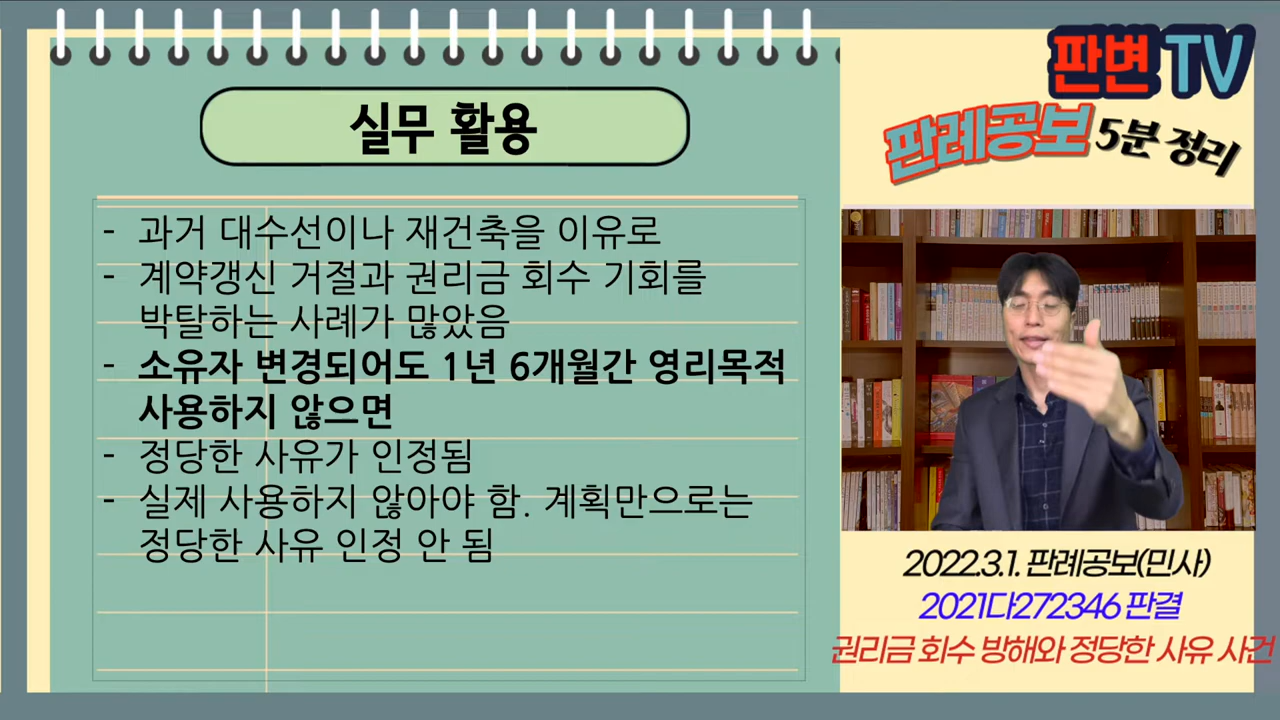 실무 활용
- 과거 대수선이나 재건축을 이유로
- 계약갱신 거절과 권리금 회수 기회를
박탈하는 사례가 많았음
- 소유자 변경되어도 1년 6개월간 영리목적
사용하지 않으면
- 정당한 사유가 인정됨
- 실제 사용하지 않아야 함. 계획만으로는
정당한 사유 인정 안 됨
판변 TV
판례공보 5분 정리
2022.3.1. 판례공보(민사)
2021다272346 판결
권리금 회수 방해와 정당한 사유 사건